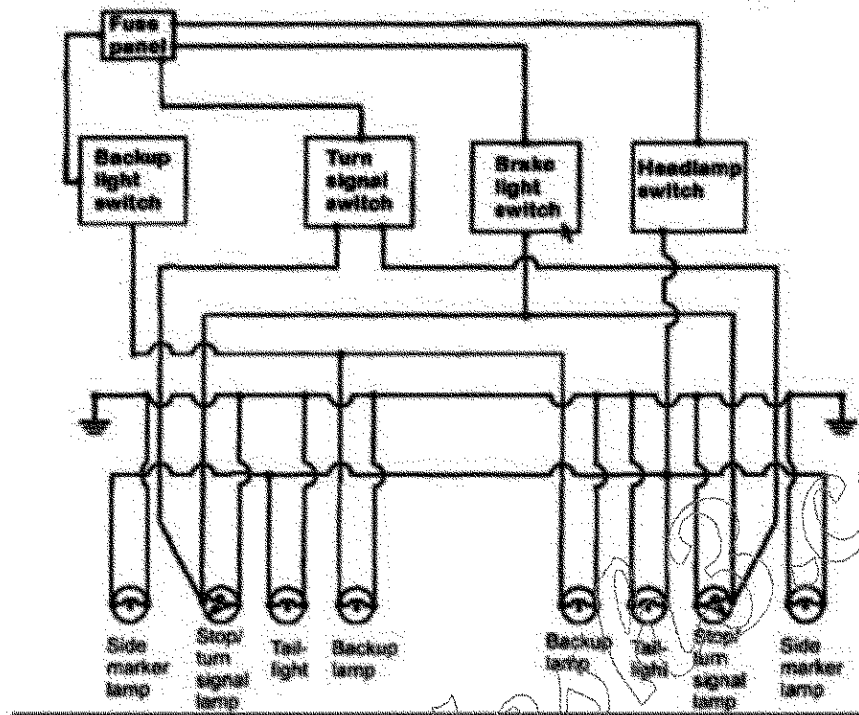 Fuse
panel
Backup
light
switch
Turn
signal
switch
Brake
light
switch
Headlamp
switch
Side
marker
lamp
Stop/
turn
signal
lamp
Tail-
light
Backup
lamp
Backup
lamp
Tail-
light
Stop/
turn
signal
lamp
Side
marker
lamp